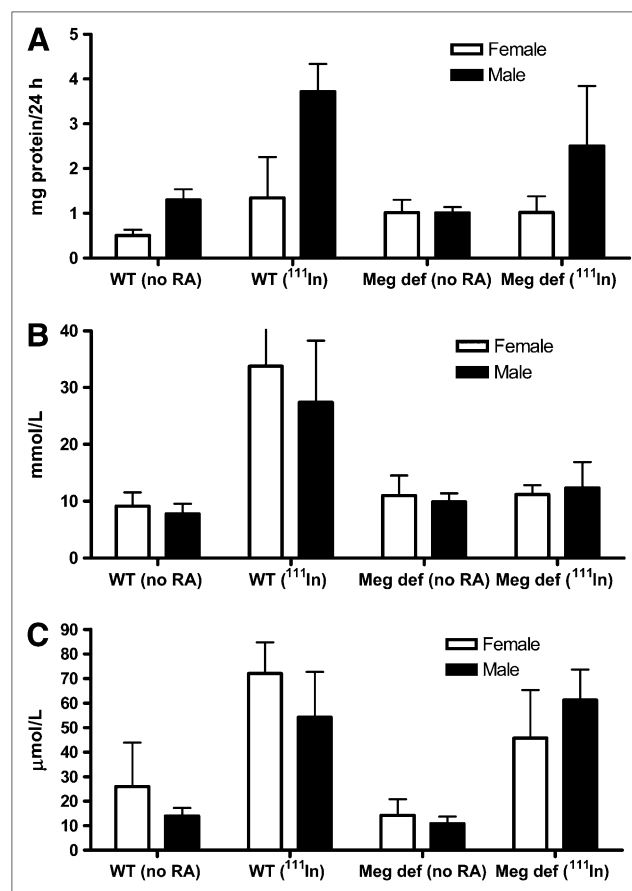 A
Female
Male
mg protein/24 h
5
4
3
2
1
0
WT (no RA)
WT (¹¹¹In)
Meg def (no RA)
Meg def (¹¹¹In)
B
Female
Male
mmol/L
40
30
20
10
0
WT (no RA)
WT (¹¹¹In)
Meg def (no RA)
Meg def (¹¹¹In)
C
Female
Male
µmol/L
90
80
70
60
50
40
30
20
10
0
WT (no RA)
WT (¹¹¹In)
Meg def (no RA)
Meg def (¹¹¹In)